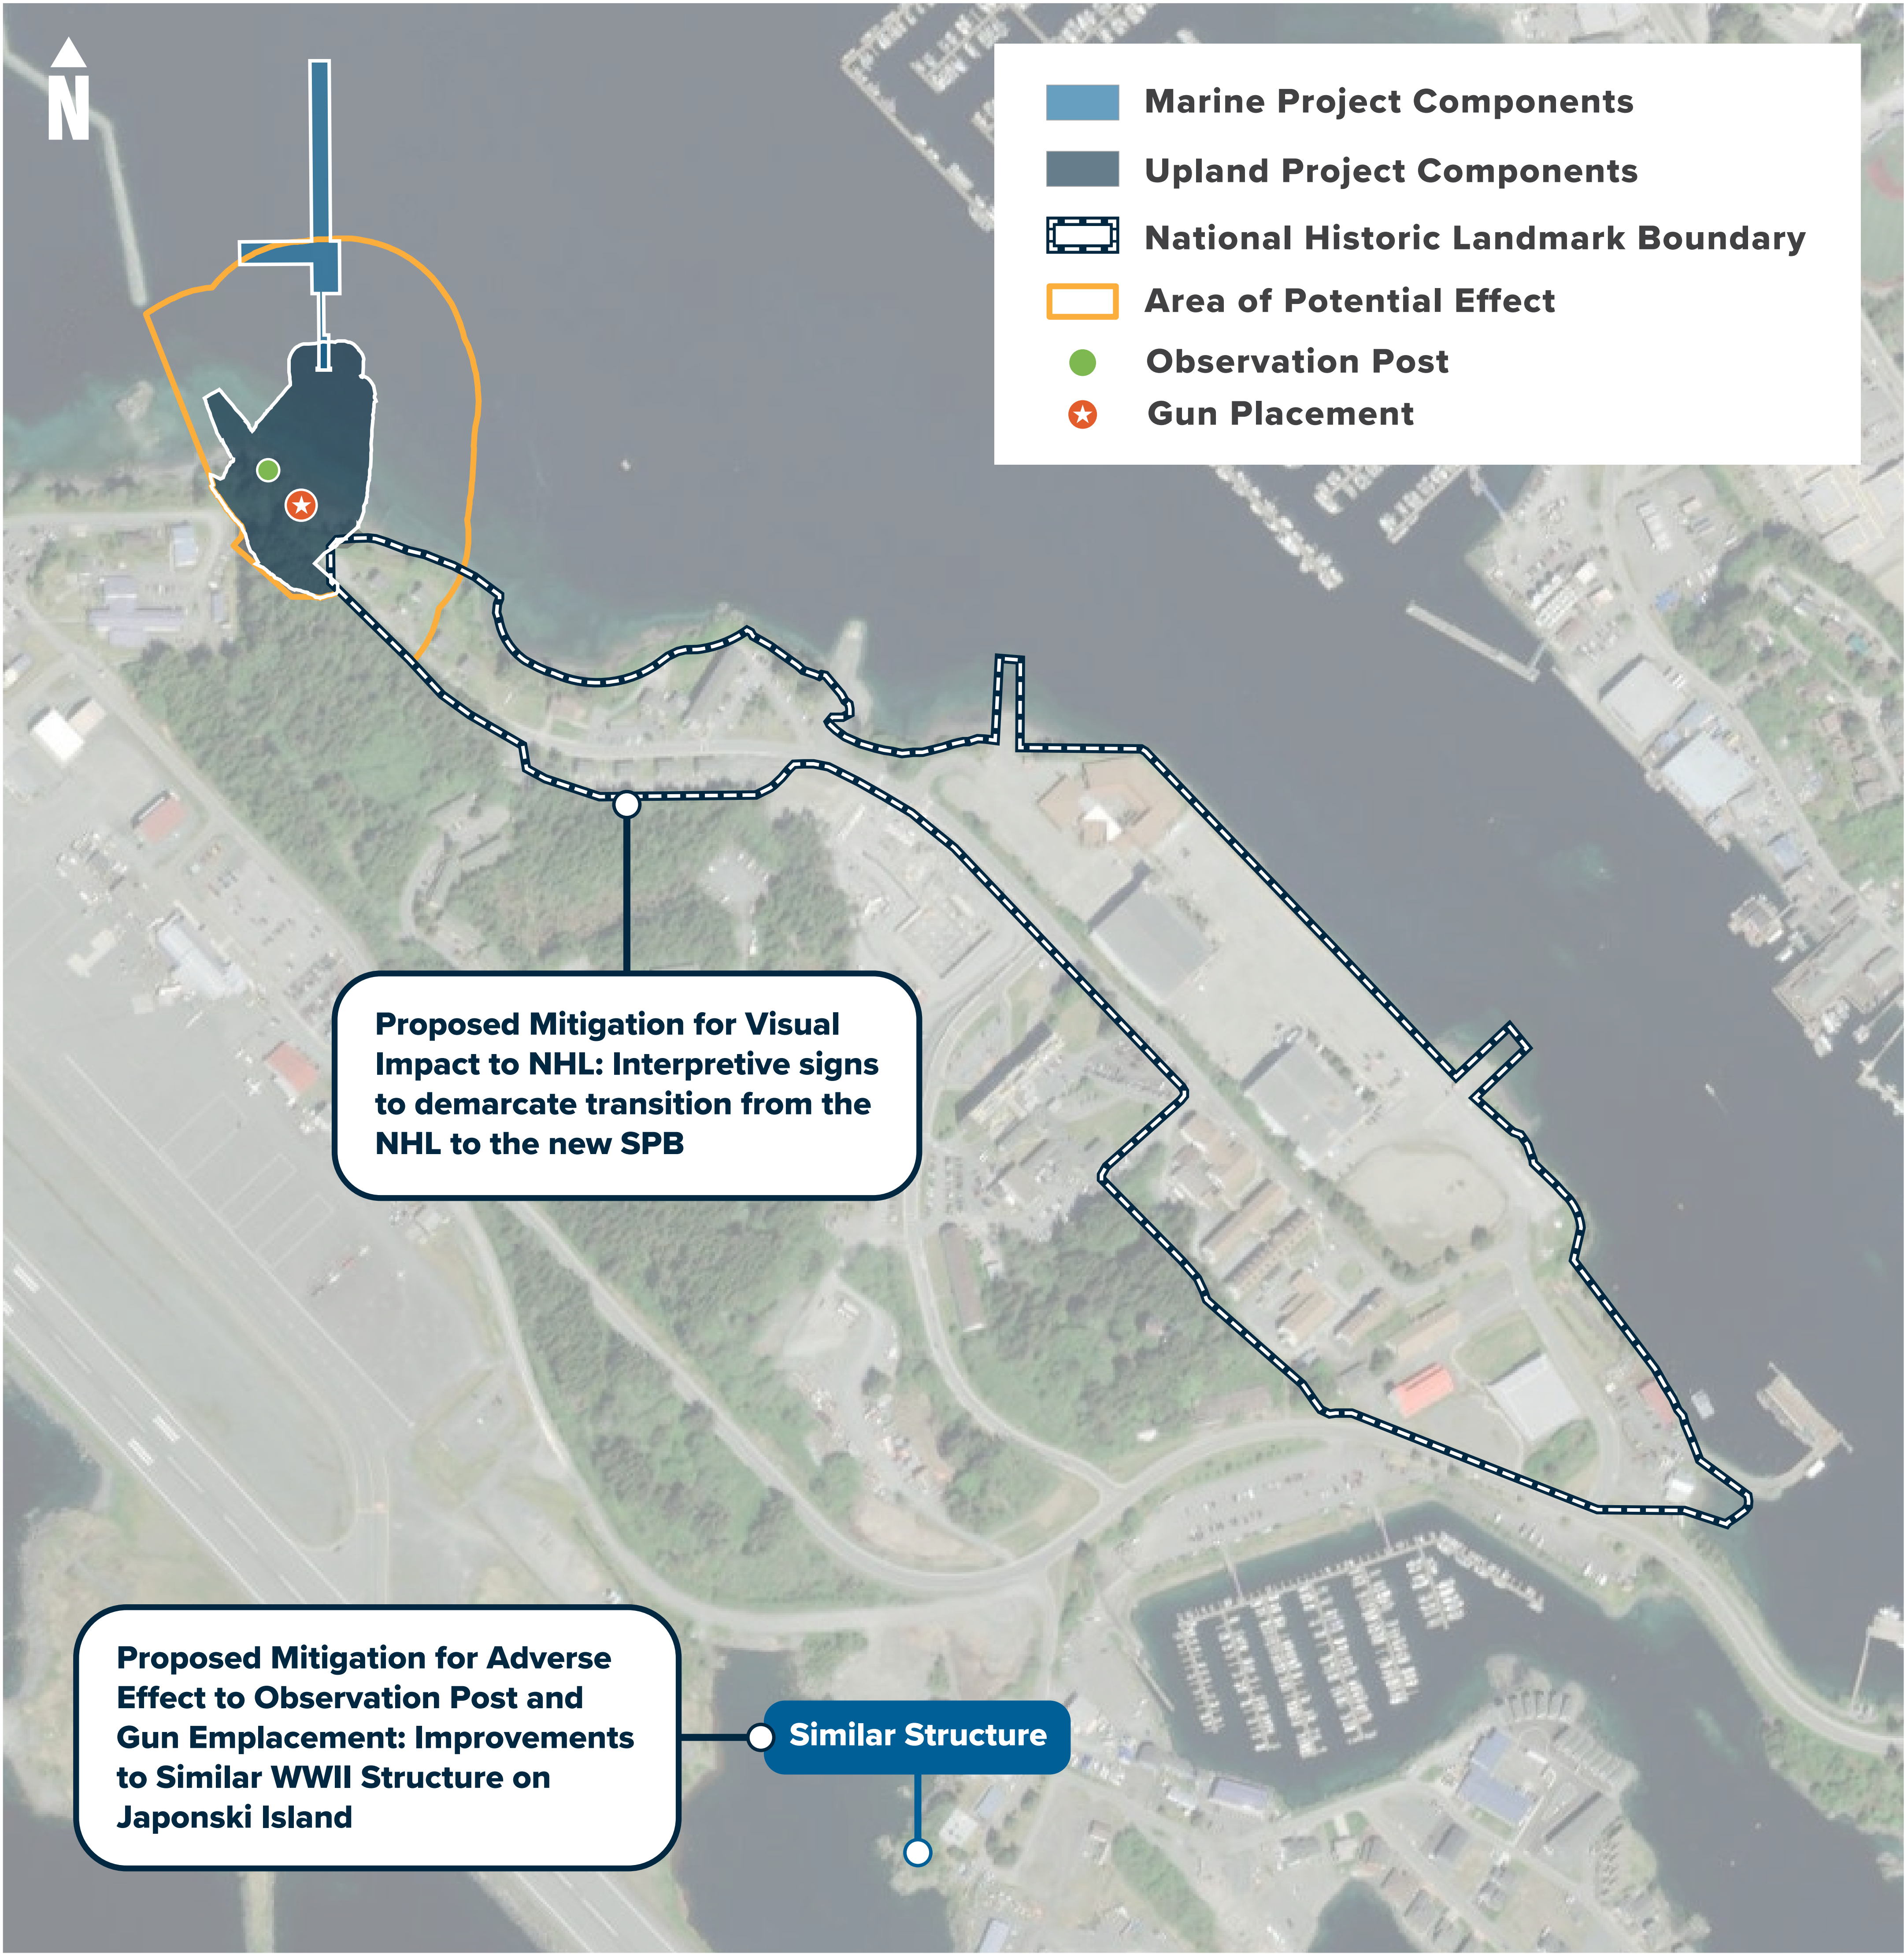 N
Marine Project Components
Upland Project Components
National Historic Landmark Boundary
Area of Potential Effect
Observation Post
Gun Placement
Proposed Mitigation for Visual
Impact to NHL: Interpretive signs
to demarcate transition from the
NHL to the new SPB
Proposed Mitigation for Adverse
Effect to Observation Post and
Gun Emplacement: Improvements
to Similar WWII Structure on
Japonski Island
Similar Structure